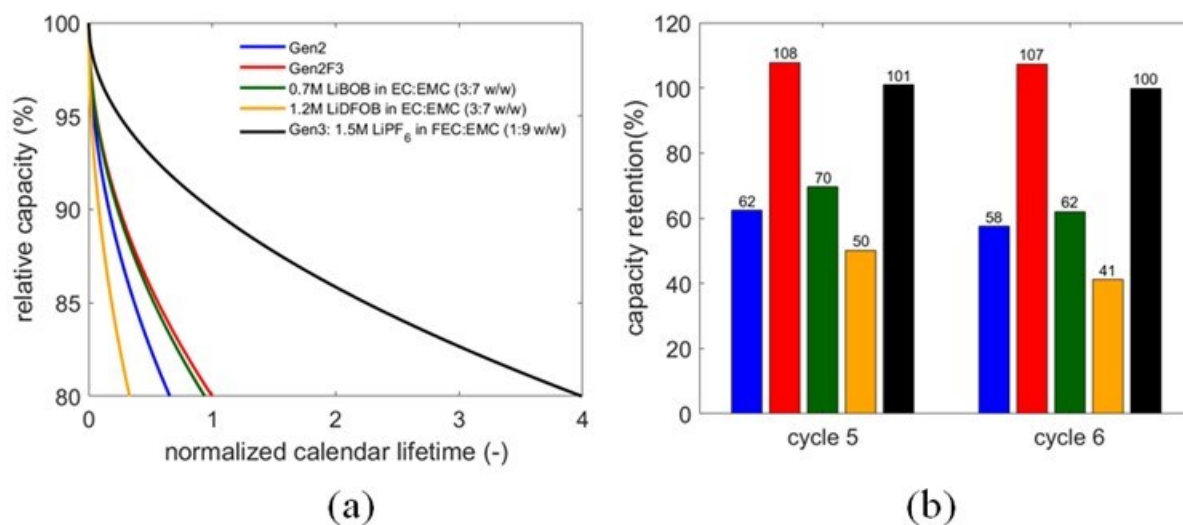 100
95
90
85
80
relative capacity (%)
Gen2
Gen2F3
0.7M LiBOB in EC:EMC (3:7 w/w)
1.2M LiDFOB in EC:EMC (3:7 w/w)
Gen3: 1.5M LiPF₆ in FEC:EMC (1:9 w/w)
0 1 2 3 4
normalized calendar lifetime (-)
(a)
120
100
80
60
40
20
0
capacity retention(%)
62 108 70 50 101
58 107 62 41 100
cycle 5 cycle 6
(b)